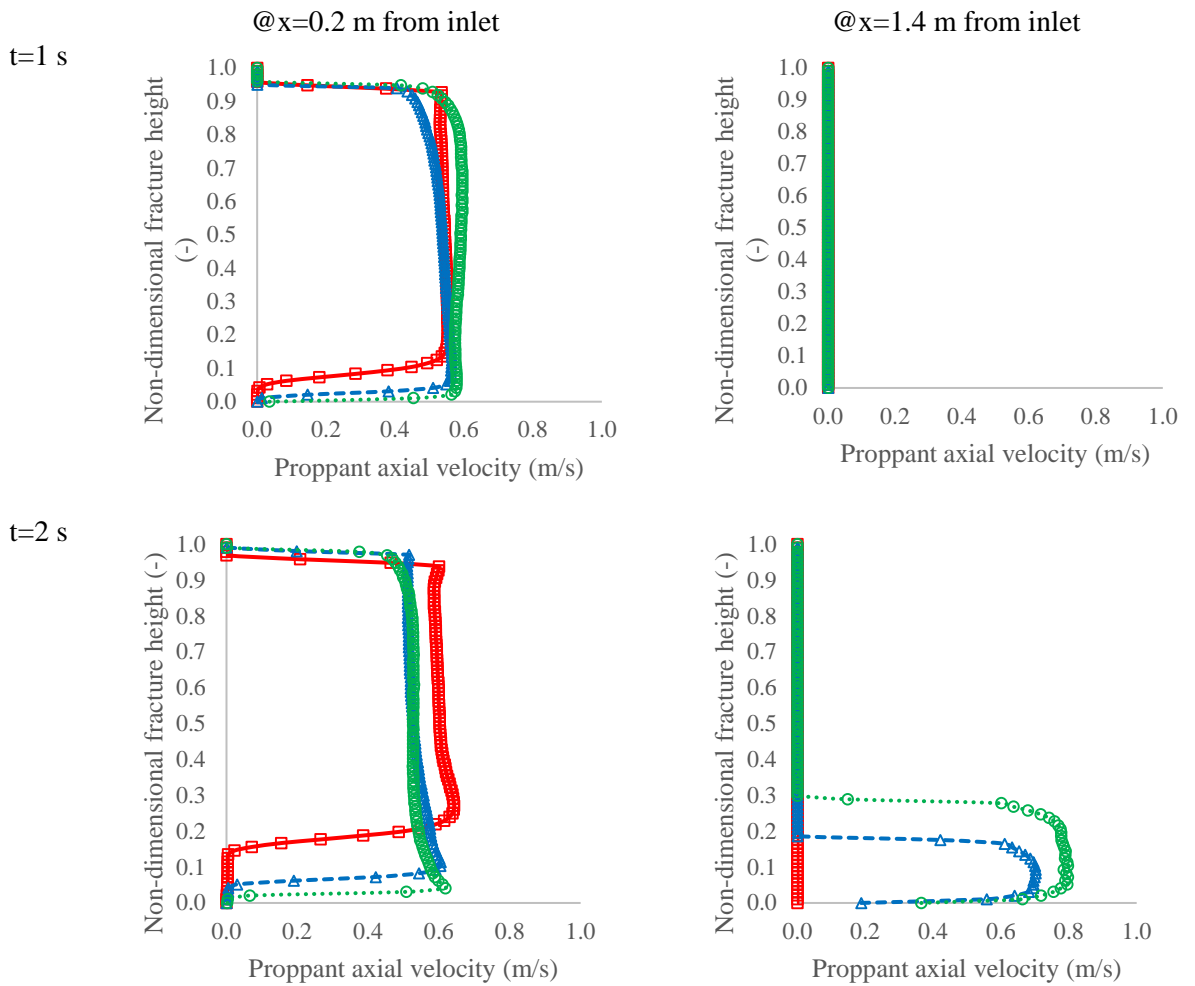 @x=0.2 m from inlet
@x=1.4 m from inlet
t=1 s
Non-dimensional fracture height
(-)
1.0
0.9
0.8
0.7
0.6
0.5
0.4
0.3
0.2
0.1
0.0
0.0 0.2 0.4 0.6 0.8 1.0
Proppant axial velocity (m/s)
Non-dimensional fracture height
(-)
1.0
0.9
0.8
0.7
0.6
0.5
0.4
0.3
0.2
0.1
0.0
0.0 0.2 0.4 0.6 0.8 1.0
Proppant axial velocity (m/s)
t=2 s
Non-dimensional fracture height (-)
1.0
0.9
0.8
0.7
0.6
0.5
0.4
0.3
0.2
0.1
0.0
0.0 0.2 0.4 0.6 0.8 1.0
Proppant axial velocity (m/s)
Non-dimensional fracture height (-)
1.0
0.9
0.8
0.7
0.6
0.5
0.4
0.3
0.2
0.1
0.0
0.0 0.2 0.4 0.6 0.8 1.0
Proppant axial velocity (m/s)